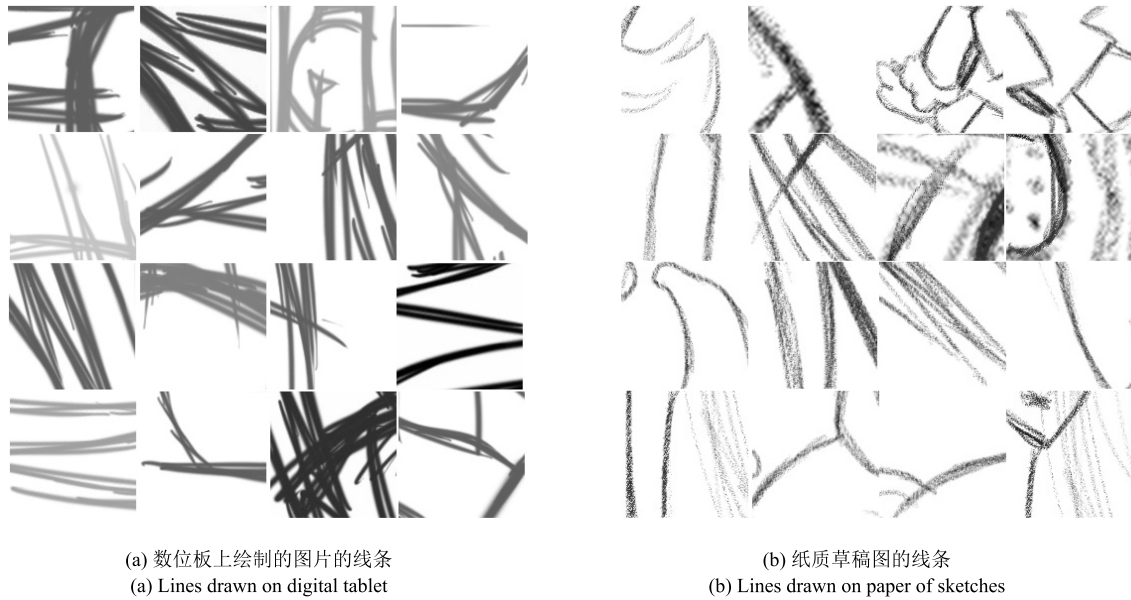 (a) 数位板上绘制的图片的线条
(a) Lines drawn on digital tablet
(b) 纸质草稿图的线条
(b) Lines drawn on paper of sketches